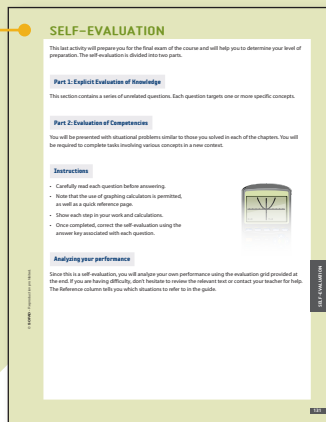 SELF-EVALUATION
This last activity will prepare you for the final exam of the course and will help you to determine your level of
preparation. The self-evaluation is divided into two parts.
Part 1: Explicit Evaluation of Knowledge
This section contains a series of unrelated questions. Each question targets one or more specific concepts.
Part 2: Evaluation of Competencies
You will be presented with situational problems similar to those you solved in each of the chapters. You will
be required to complete tasks involving various concepts in a new context.
Instructions
• Carefully read each question before answering.
• Note that the use of graphing calculators is permitted,
as well as a quick reference page.
• Show each step in your work and calculations.
• Once completed, correct the self-evaluation using the
answer key associated with each question.
Analyzing your performance
Since this is a self-evaluation, you will analyze your own performance using the evaluation grid provided at
the end. If you are having difficulty, don't hesitate to review the relevant text or contact your teacher for help.
The Reference column tells you which situations to refer to in the guide.
SELF-EVALUATION
131